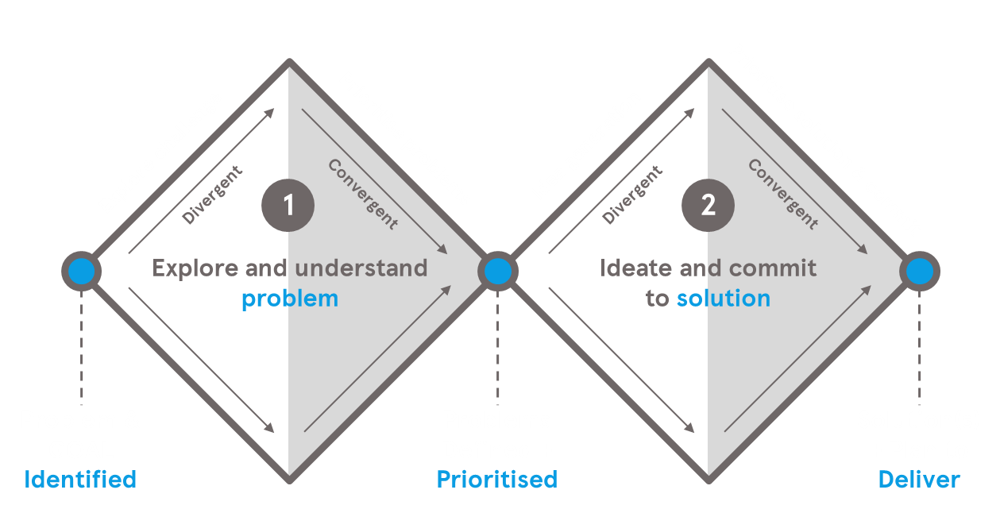 Divergent
Convergent
1
Explore and understand
problem
Divergent
Convergent
2
Ideate and commit
to solution
Identified
Prioritised
Deliver